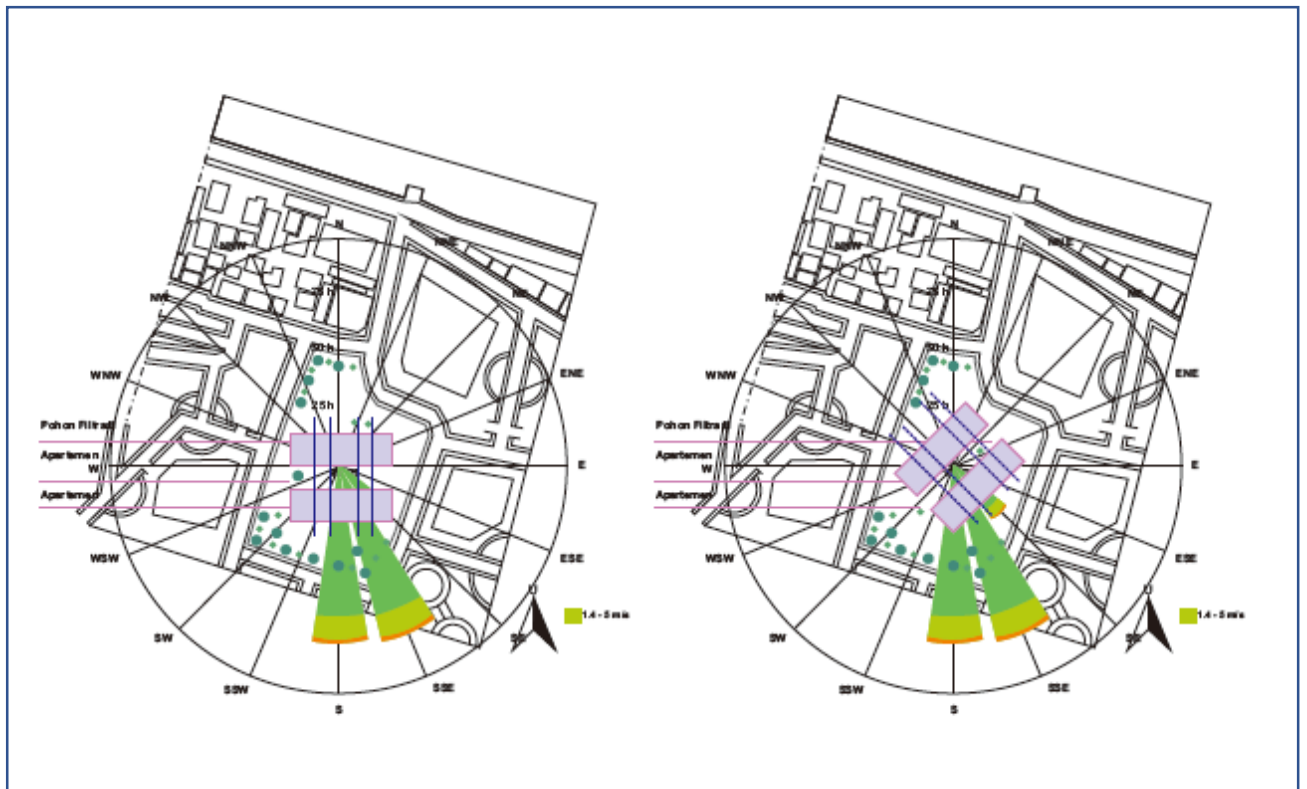 N
NNW
NNE
NW
NE
WNW
ENE
25 h
Pohon Filtrasi
Apartemen
W
E
Apartemen
WSW
ESE
U
1.4 - 5 m/s
SW
SE
SSW
SSE
S
NNW
NNE
NW
NE
WNW
ENE
25 h
Pohon Filtrasi
Apartemen
W
E
Apartemen
WSW
ESE
U
1.4 - 5 m/s
SW
SE
SSW
SSE
S